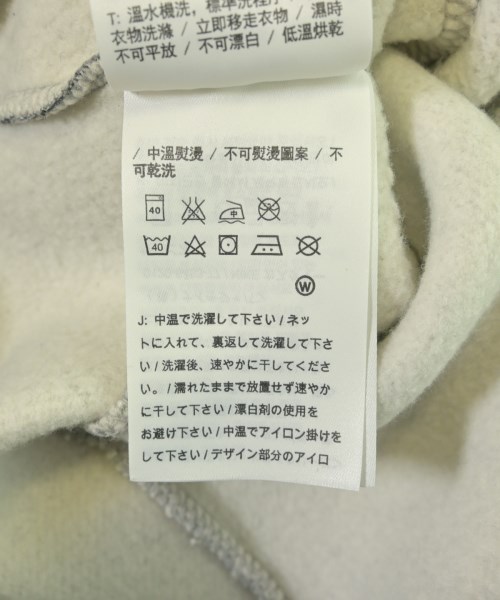 T: 溫水機洗, 標準洗程序
衣物洗滌 / 立即移走衣物 / 濕時
不可平放 / 不可漂白 / 低溫烘乾
/ 中溫熨燙 / 不可熨燙圖案 / 不
可乾洗
40 中
40
W
J: 中温で洗濯して下さい / ネッ
トに入れて、裏返して洗濯して下さ
い / 洗濯後、速やかに干してくださ
い。/ 濡れたままで放置せず速やか
に干して下さい / 漂白剤の使用を
お避け下さい / 中温でアイロン掛けを
して下さい / デザイン部分のアイロ